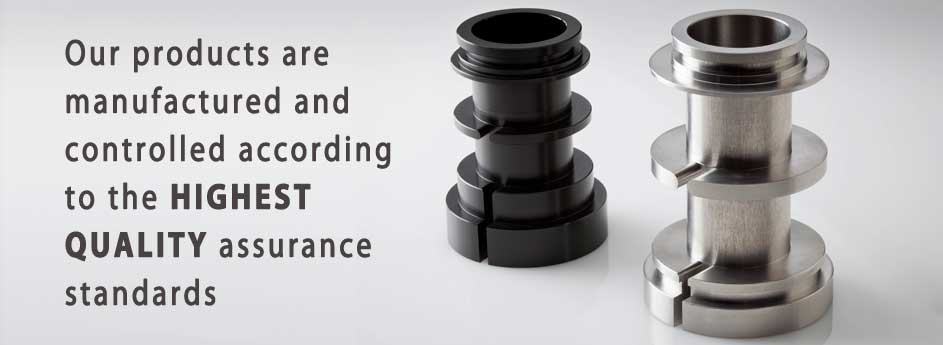 Our products are
manufactured and
controlled according
to the HIGHEST
QUALITY assurance
standards